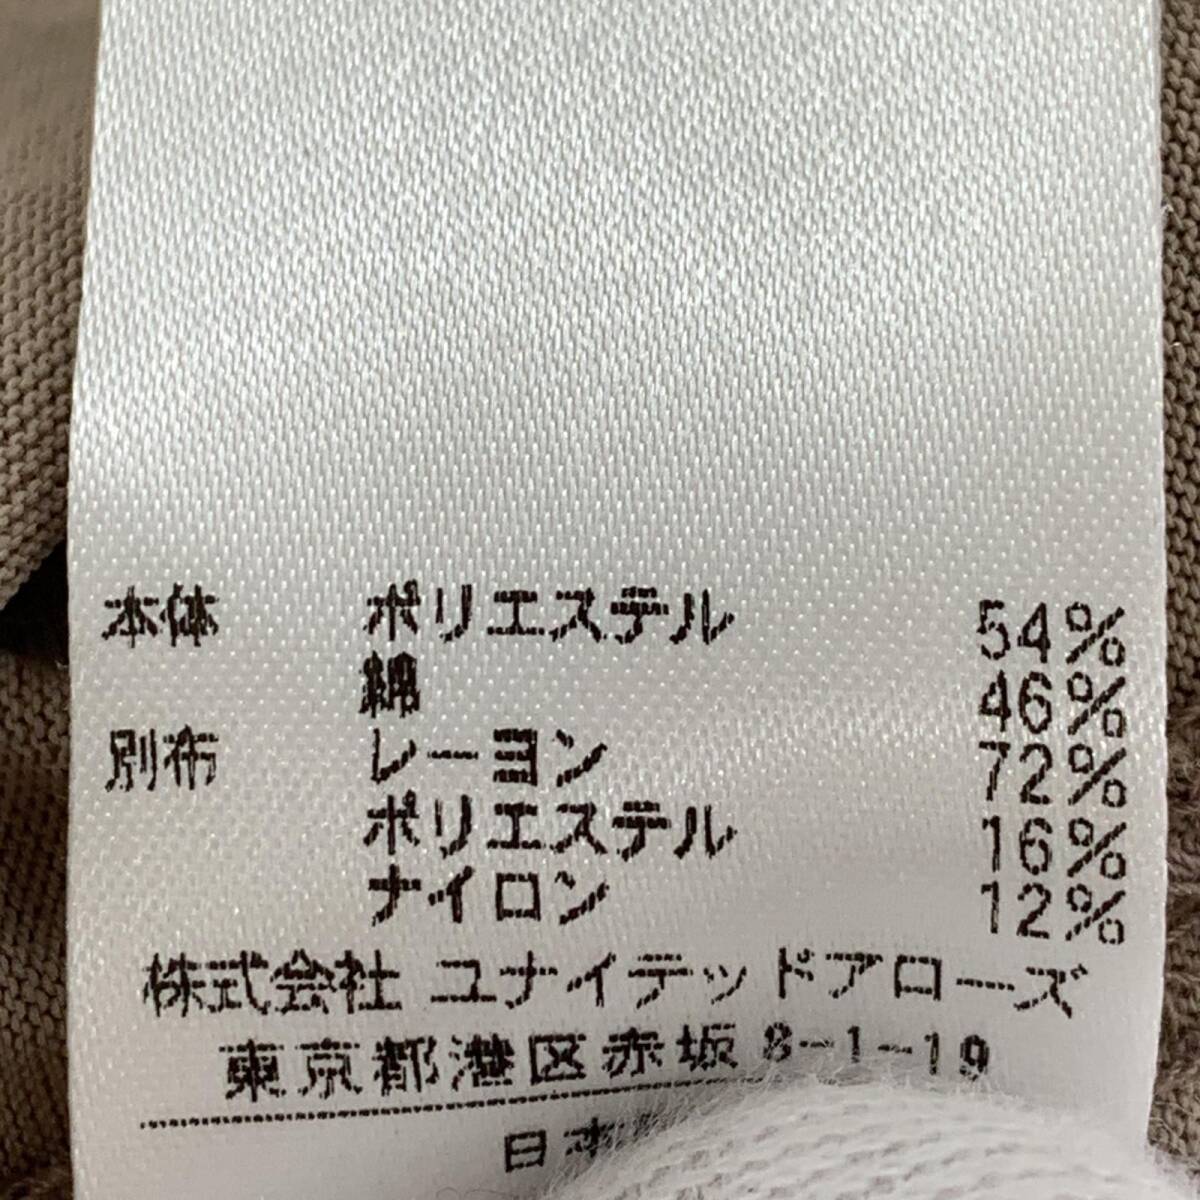 本体 ポリエステル 54%
綿 46%
別布 レーヨン 72%
ポリエステル 16%
ナイロン 12%
株式会社 ユナイテッドアローズ
東京都港区赤坂 8-1-19
日本